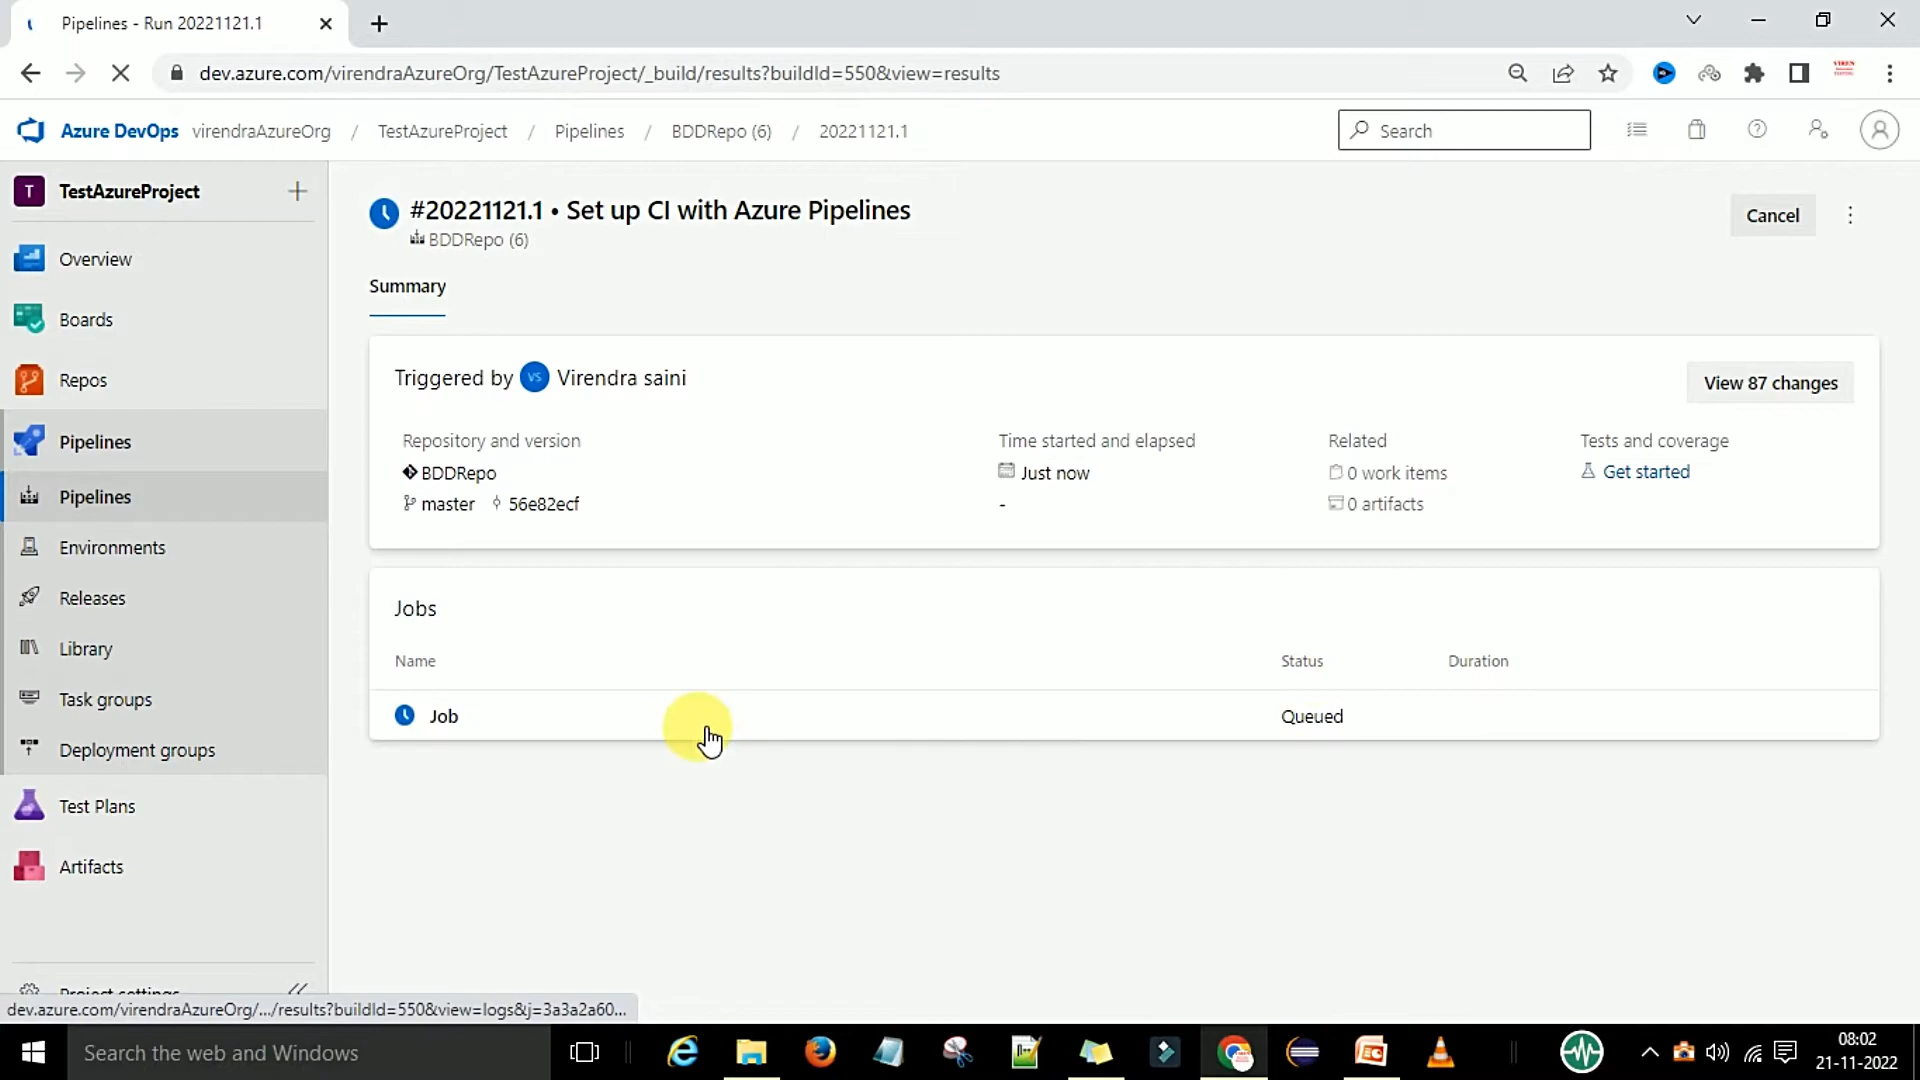 Pipelines - Run 20221121.1
dev.azure.com/virendraAzureOrg/TestAzureProject/_build/results?buildId=550&view=results
VIREN
Azure DevOps virendraAzureOrg / TestAzureProject / Pipelines / BDDRepo (6) / 20221121.1
Search
T TestAzureProject
Overview
Boards
Repos
Pipelines
Pipelines
Environments
Releases
Library
Task groups
Deployment groups
Test Plans
Artifacts
Project settings
#20221121.1 • Set up CI with Azure Pipelines
BDDRepo (6)
Cancel
Summary
Triggered by VS Virendra saini
View 87 changes
Repository and version
BDDRepo
master 56e82ecf
Time started and elapsed
Just now
-
Related
0 work items
0 artifacts
Tests and coverage
Get started
Jobs
Name Status Duration
Job Queued
dev.azure.com/virendraAzureOrg/.../results?buildId=550&view=logs&j=3a3a2a60...
Search the web and Windows
08:02
21-11-2022